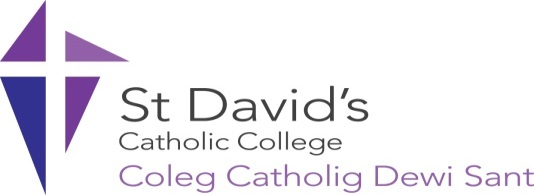 St David's
Catholic College
Coleg Catholig Dewi Sant